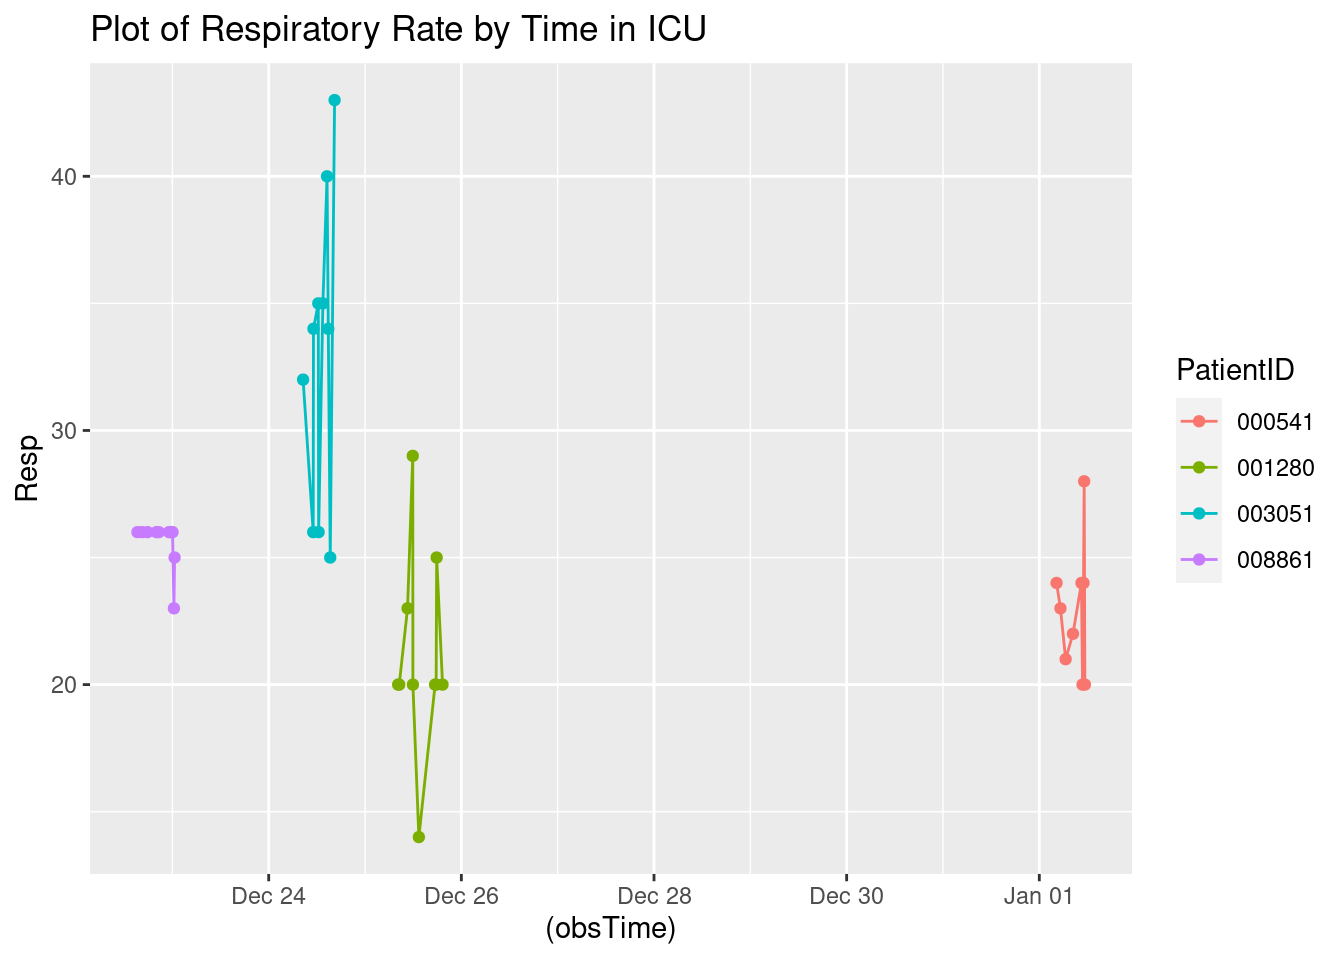 Plot of Respiratory Rate by Time in ICU
40
30
20
Resp
Dec 24
Dec 26
Dec 28
Dec 30
Jan 01
(obsTime)
PatientID
000541
001280
003051
008861